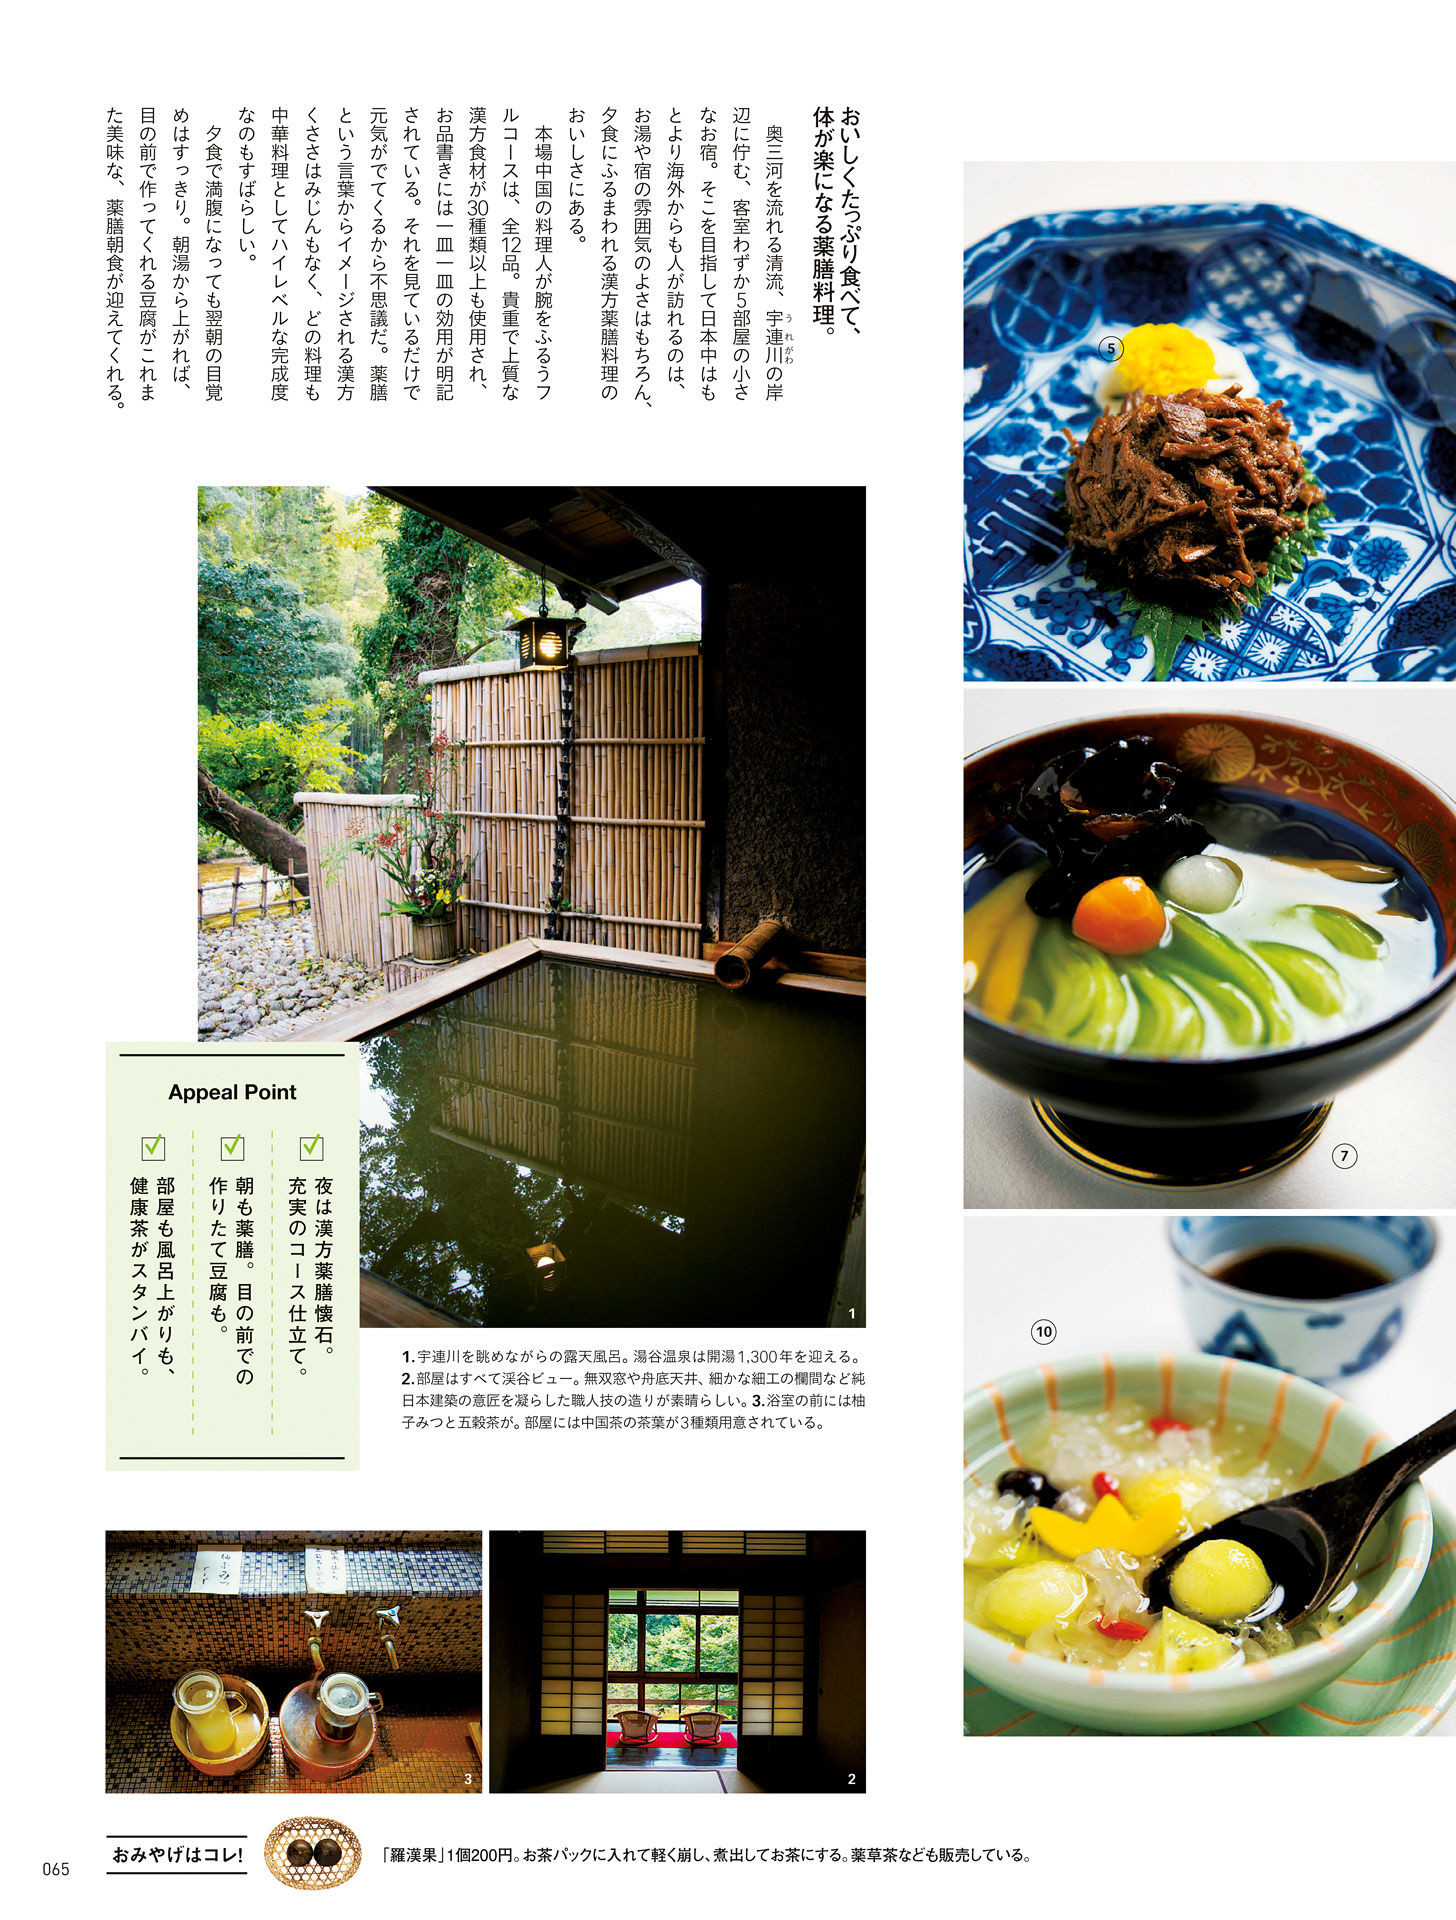 おいしくたっぷり食べて、
体が楽になる薬膳料理。
奥三河を流れる清流、宇連川の岸
うれがわ
辺に佇む、客室わずか5部屋の小さ
なお宿。そこを目指して日本中はも
とより海外からも人が訪れるのは、
お湯や宿の雰囲気のよさはもちろん、
夕食にふるまわれる漢方薬膳料理の
おいしさにある。
本場中国の料理人が腕をふるうフ
ルコースは、全12品。貴重で上質な
漢方食材が30種類以上も使用され、
お品書きには一皿一皿の効用が明記
されている。それを見ているだけで
元気がでてくるから不思議だ。薬膳
という言葉からイメージされる漢方
くささはみじんもなく、どの料理も
中華料理としてハイレベルな完成度
なのもすばらしい。
夕食で満腹になっても翌朝の目覚
めはすっきり。朝湯から上がれば、
目の前で作ってくれる豆腐がこれま
た美味な、薬膳朝食が迎えてくれる。
5
7
10
1
Appeal Point
夜は漢方薬膳懐石。
充実のコース仕立て。
朝も薬膳。目の前での
作りたて豆腐も。
部屋も風呂上がりも、
健康茶がスタンバイ。
1.宇連川を眺めながらの露天風呂。湯谷温泉は開湯1,300年を迎える。
2.部屋はすべて渓谷ビュー。無双窓や舟底天井、細かな細工の欄間など純
日本建築の意匠を凝らした職人技の造りが素晴らしい。3.浴室の前には柚
子みつと五穀茶が。部屋には中国茶の茶葉が3種類用意されている。
3
2
おみやげはコレ!
「羅漢果」1個200円。お茶パックに入れて軽く崩し、煮出してお茶にする。薬草茶なども販売している。
065